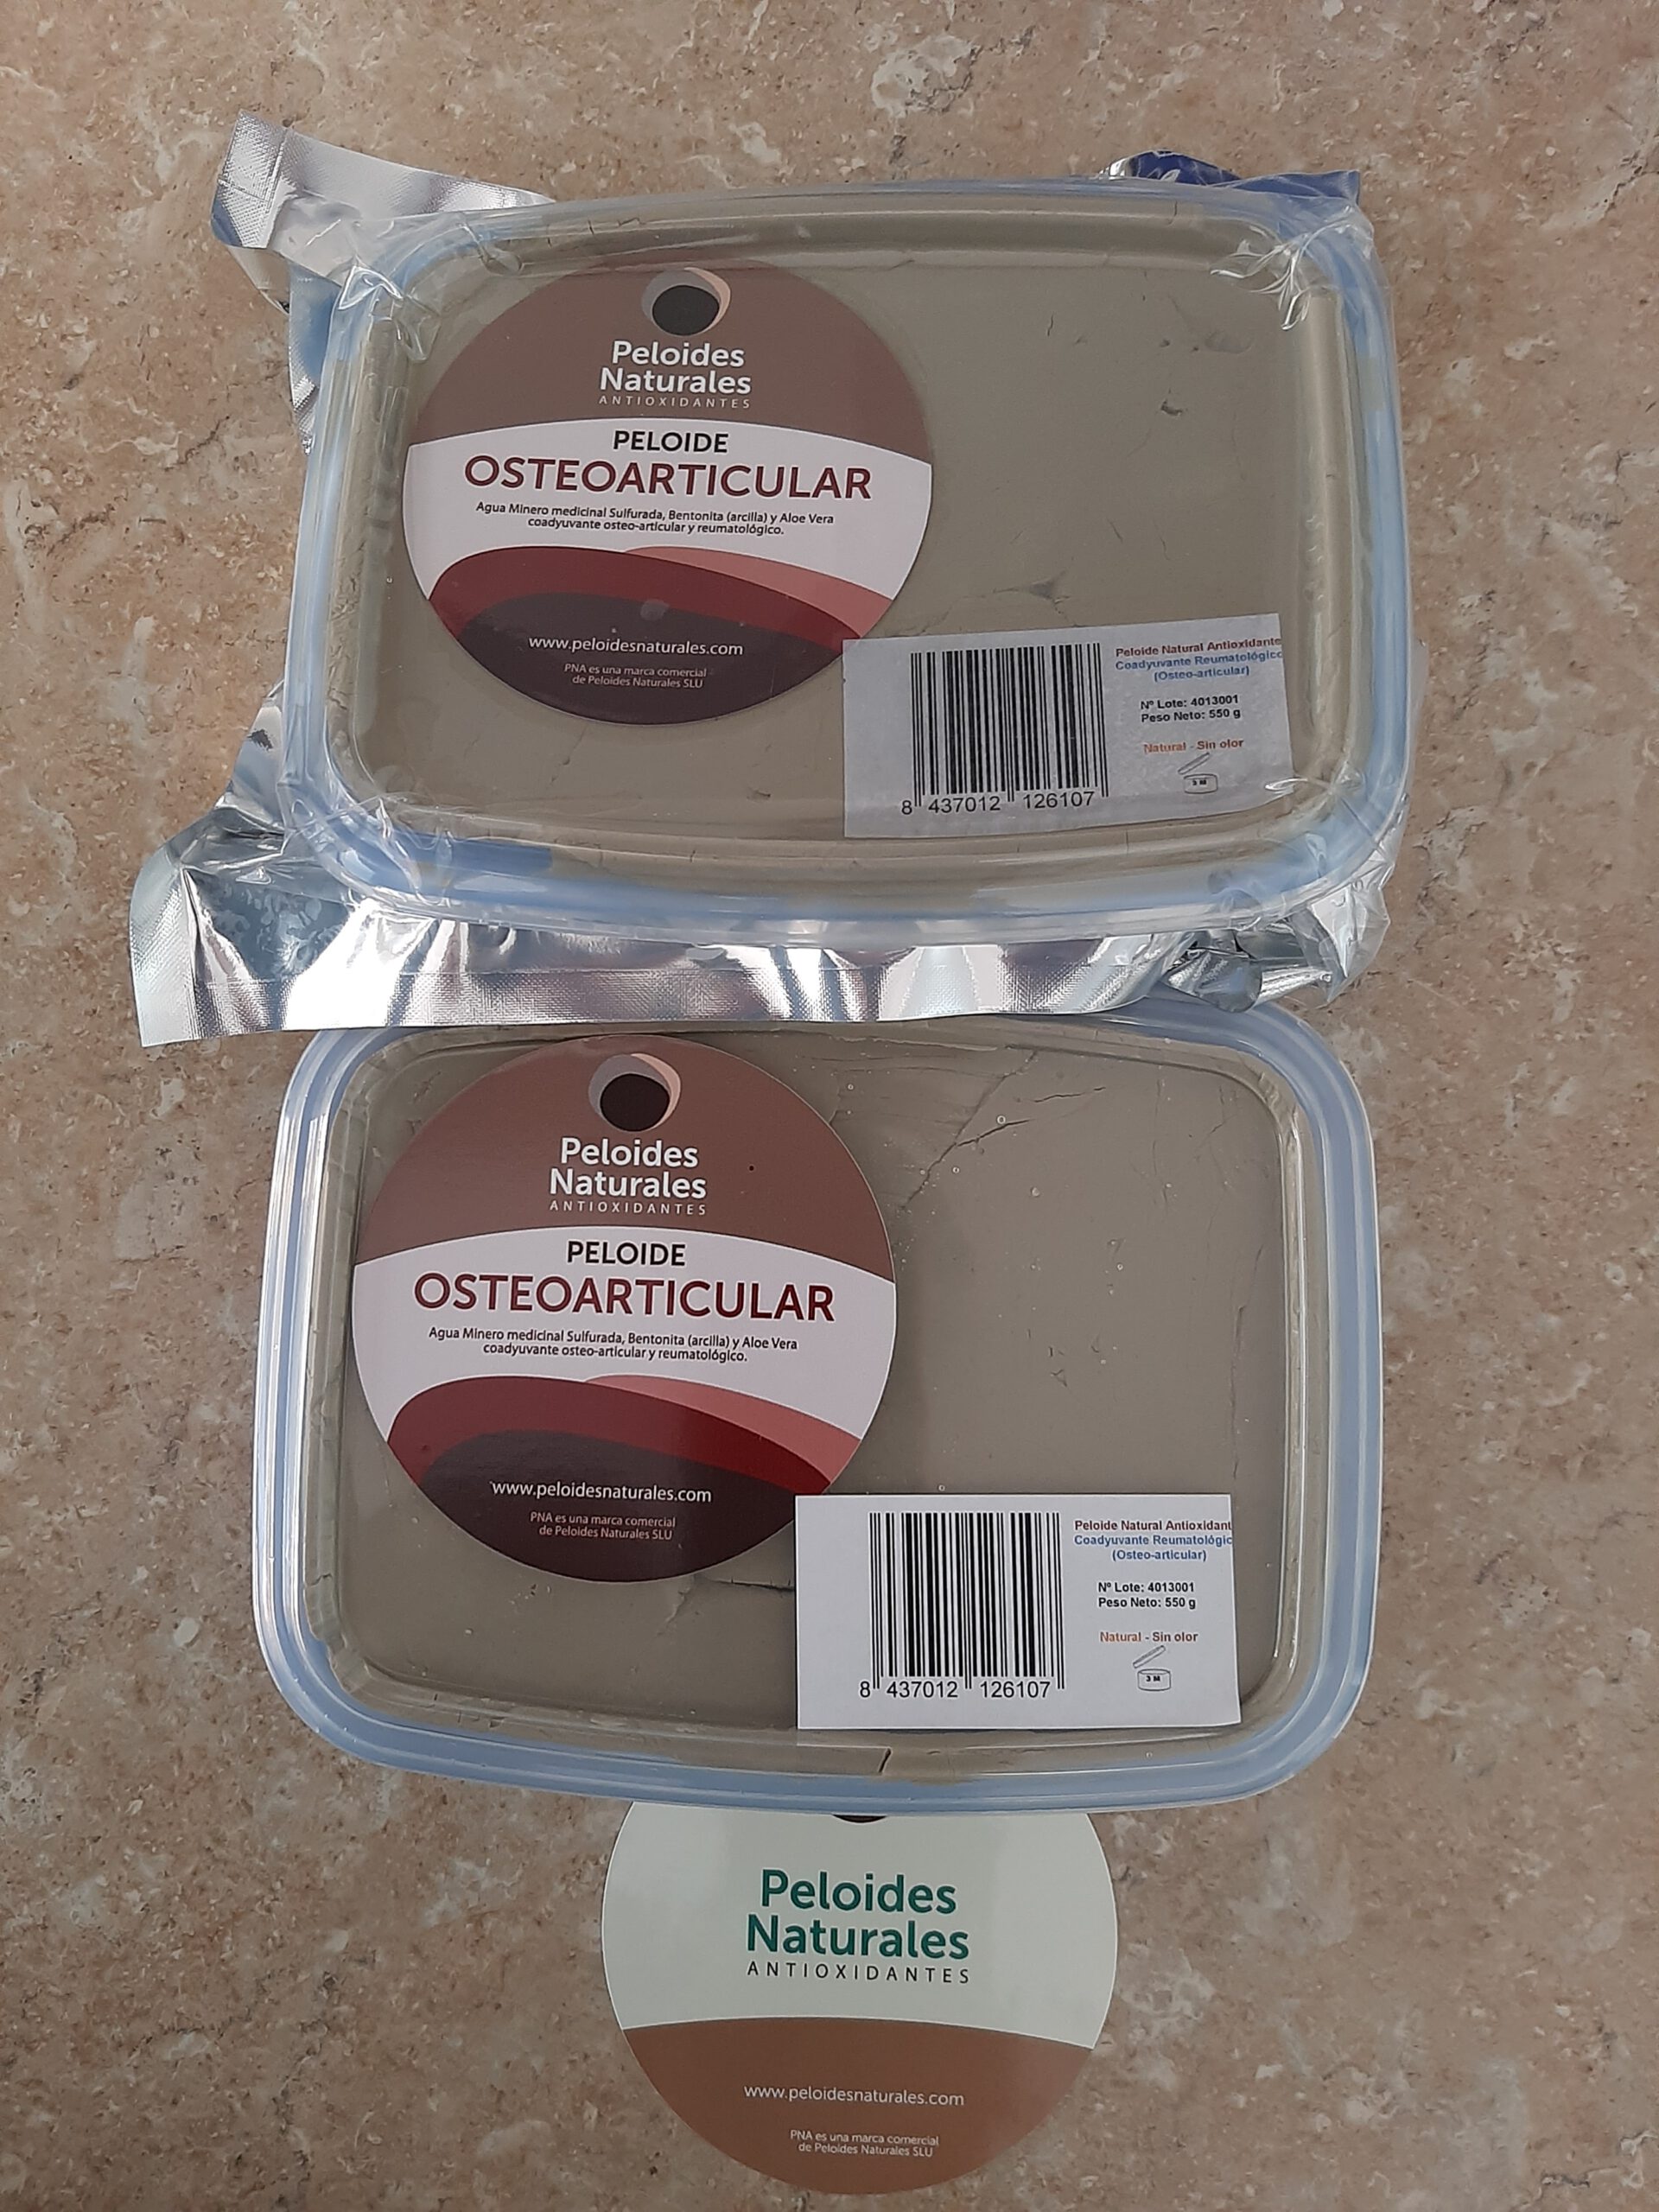 Peloides
Naturales
ANTIOXIDANTES
PELOIDE
OSTEOARTICULAR
Agua Minero medicinal Sulfurada, Bentonita (arcilla) y Aloe Vera
coadyuvante osteo-articular y reumatológico.
www.peloidesnaturales.com
PNA es una marca comercial
de Peloides Naturales SLU
Peloide Natural Antioxidante
Coadyuvante Reumatológico
(Osteo-articular)
Nº Lote: 4013001
Peso Neto: 550 g
Natural - Sin olor
3 M
8 437012 126107
Peloides
Naturales
ANTIOXIDANTES
PELOIDE
OSTEOARTICULAR
Agua Minero medicinal Sulfurada, Bentonita (arcilla) y Aloe Vera
coadyuvante osteo-articular y reumatológico.
www.peloidesnaturales.com
PNA es una marca comercial
de Peloides Naturales SLU
Peloide Natural Antioxidant
Coadyuvante Reumatológic
(Osteo-articular)
Nº Lote: 4013001
Peso Neto: 550 g
Natural - Sin olor
3 M
8 437012 126107
Peloides
Naturales
ANTIOXIDANTES
www.peloidesnaturales.com
PNA es una marca comercial
de Peloides Naturales SLU